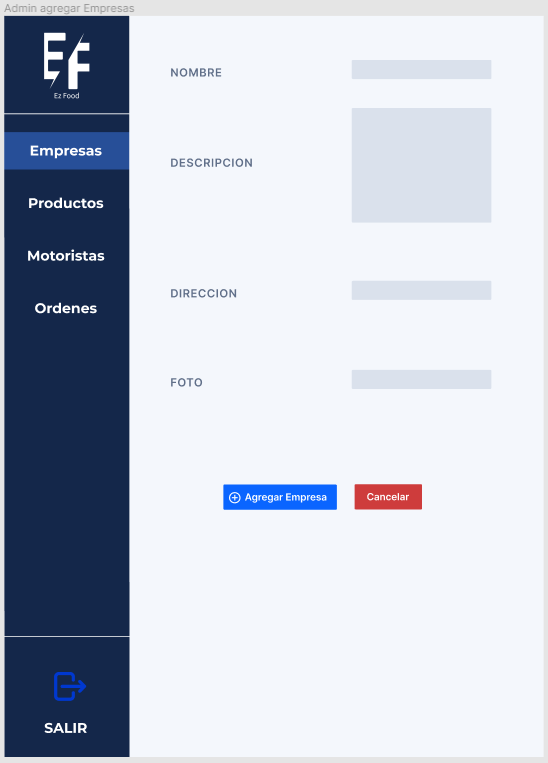 Admin agregar Empresas
EF
Ez Food
Empresas
Productos
Motoristas
Ordenes
SALIR
NOMBRE
DESCRIPCION
DIRECCION
FOTO
Agregar Empresa
Cancelar